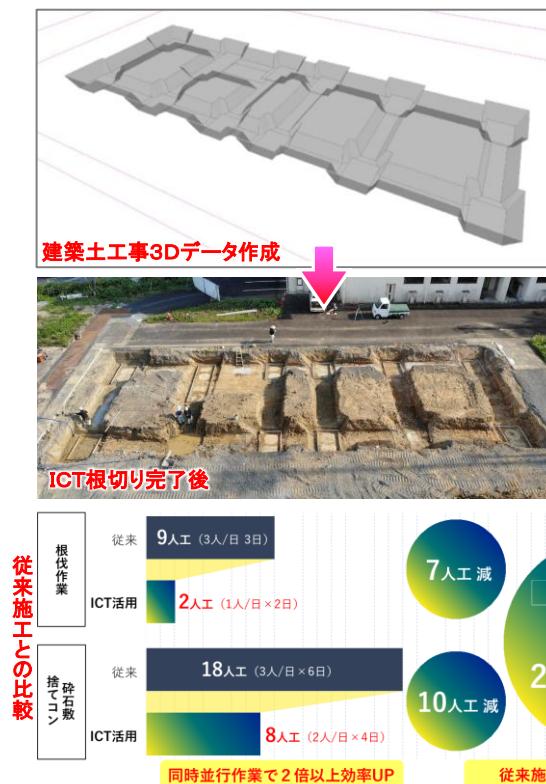 建築土工事3Dデータ作成
ICT根切り完了後
従来施工との比較
根伐作業
従来
9人工（3人/日 3日）
ICT活用
2人工（1人/日×2日）
7人工 減
砕石敷
捨てコン
従来
18人工（3人/日×6日）
ICT活用
8人工（2人/日×4日）
10人工 減
2
同時並行作業で２倍以上効率UP
従来施